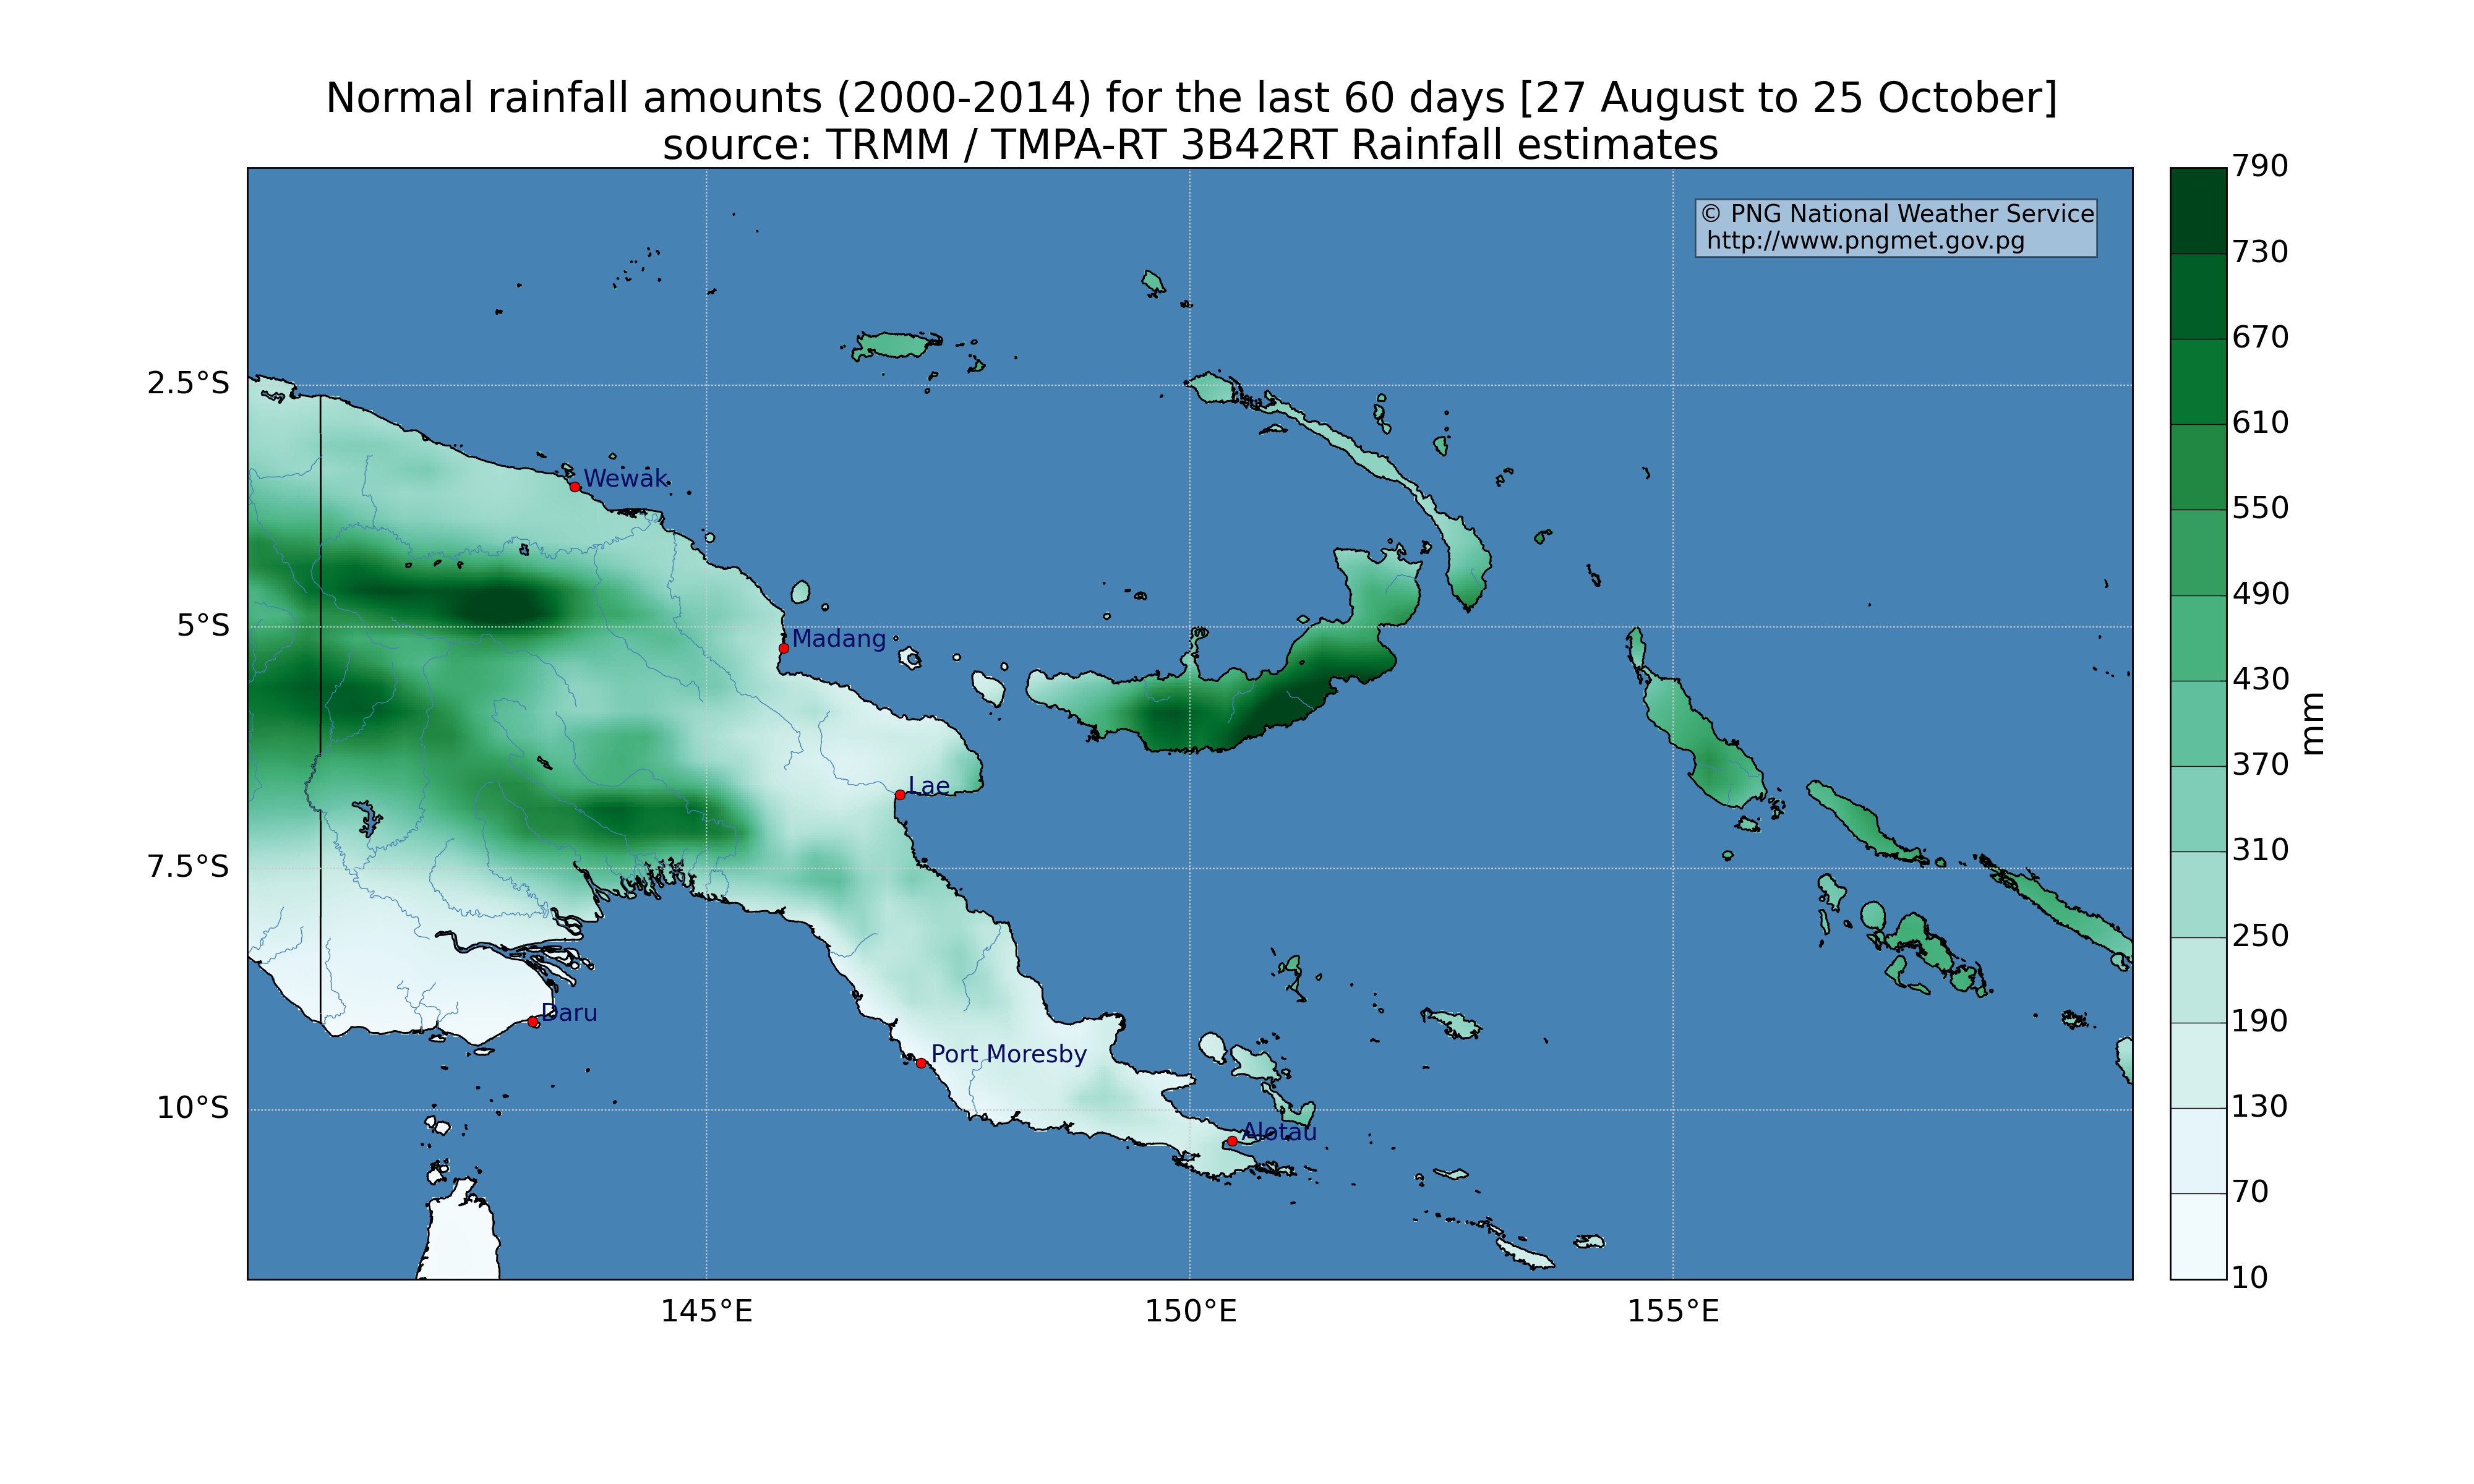 Normal rainfall amounts (2000-2014) for the last 60 days [27 August to 25 October]
source: TRMM / TMPA-RT 3B42RT Rainfall estimates
© PNG National Weather Service
http://www.pngmet.gov.pg
790
730
670
610
550
490
430
370
310
250
190
130
70
10
mm
2.5°S
5°S
7.5°S
10°S
Wewak
Madang
Lae
Daru
Port Moresby
Alotau
145°E
150°E
155°E